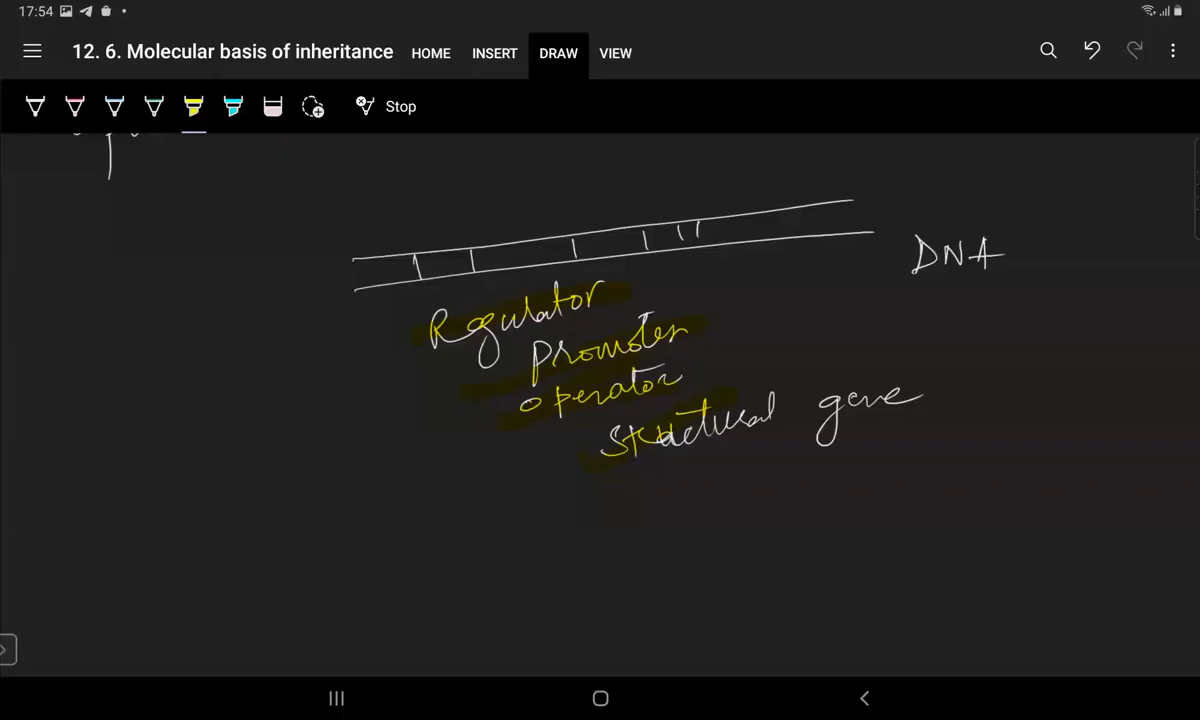 17:54
12. 6. Molecular basis of inheritance HOME INSERT DRAW VIEW
Stop
DNA
Regulator
promoter
operator
structural gene